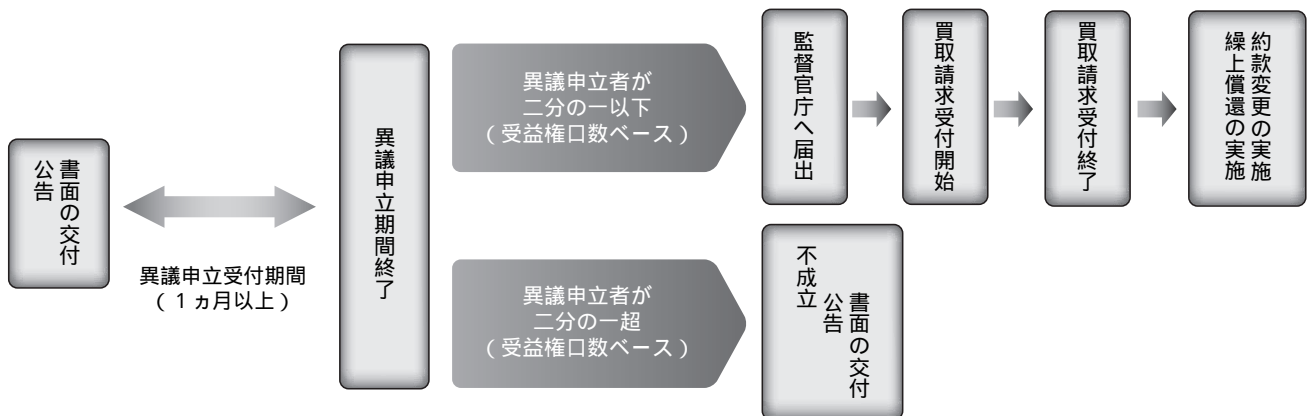 書面の交付
公告
異議申立受付期間
（１ヵ月以上）
異議申立期間終了
異議申立者が
二分の一以下
（受益権口数ベース）
監督官庁へ届出
買取請求受付開始
買取請求受付終了
約款変更の実施
繰上償還の実施
異議申立者が
二分の一超
（受益権口数ベース）
書面の交付
公告
不成立